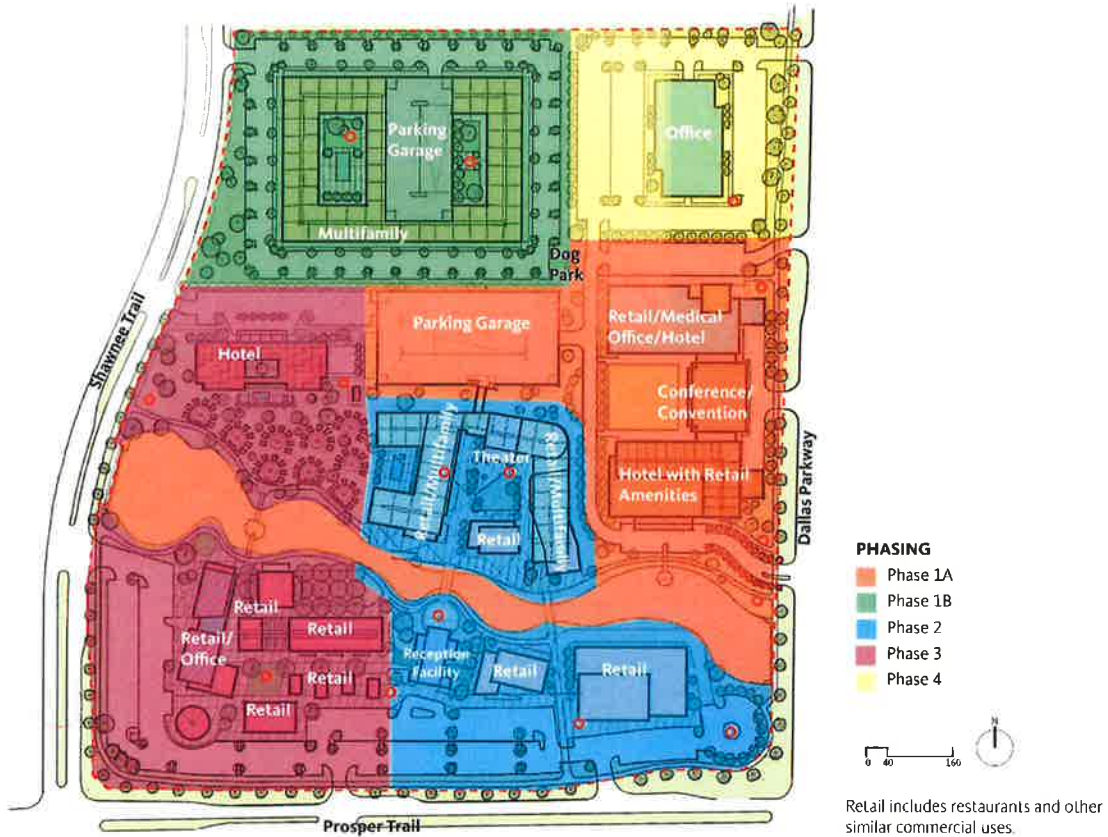 Parking
Garage
Office
Multifamily
Dog
Park
Parking Garage
Retail/Medical
Office/Hotel
Hotel
Shawnee Trail
Conference/
Convention
Retail/Multifamily
Theater
Retail/Multifamily
Hotel with Retail
Amenities
Dallas Parkway
Retail
Retail
Retail
Retail/
Office
Reception
Facility
Retail
Retail
Retail
Retail
Prosper Trail
PHASING
Phase 1A
Phase 1B
Phase 2
Phase 3
Phase 4
N
0 40 160
Retail includes restaurants and other
similar commercial uses.